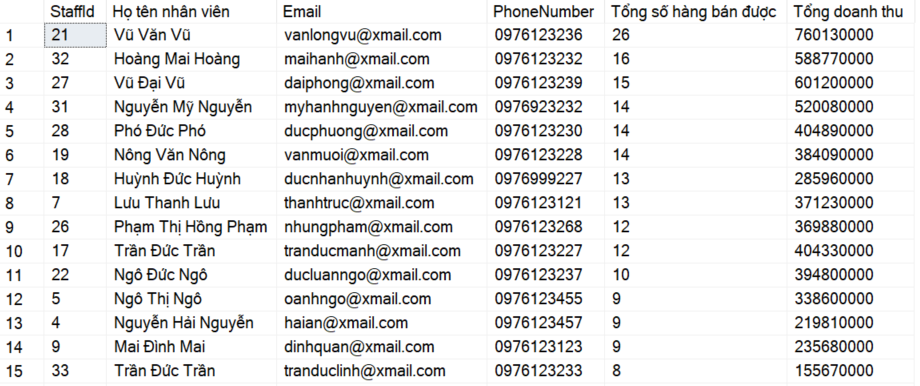 StaffId Họ tên nhân viên Email PhoneNumber Tổng số hàng bán được Tổng doanh thu
1 21 Vũ Văn Vũ vanlongvu@xmail.com 0976123236 26 760130000
2 32 Hoàng Mai Hoàng maihanh@xmail.com 0976123232 16 588770000
3 27 Vũ Đại Vũ daiphong@xmail.com 0976123239 15 601200000
4 31 Nguyễn Mỹ Nguyễn myhanhnguyen@xmail.com 0976923232 14 520080000
5 28 Phó Đức Phó ducphuong@xmail.com 0976123230 14 404890000
6 19 Nông Văn Nông vanmuoi@xmail.com 0976123228 14 384090000
7 18 Huỳnh Đức Huỳnh ducnhanhuynh@xmail.com 0976999227 13 285960000
8 7 Lưu Thanh Lưu thanhtruc@xmail.com 0976123121 13 371230000
9 26 Phạm Thị Hồng Phạm nhungpham@xmail.com 0976123268 12 369880000
10 17 Trần Đức Trần tranducmanh@xmail.com 0976123227 12 404330000
11 22 Ngô Đức Ngô ducluanngo@xmail.com 0976123237 10 394800000
12 5 Ngô Thị Ngô oanhngo@xmail.com 0976123455 9 338600000
13 4 Nguyễn Hải Nguyễn haian@xmail.com 0976123457 9 219810000
14 9 Mai Đình Mai dinhquan@xmail.com 0976123123 9 235680000
15 33 Trần Đức Trần tranduclinh@xmail.com 0976123233 8 155670000